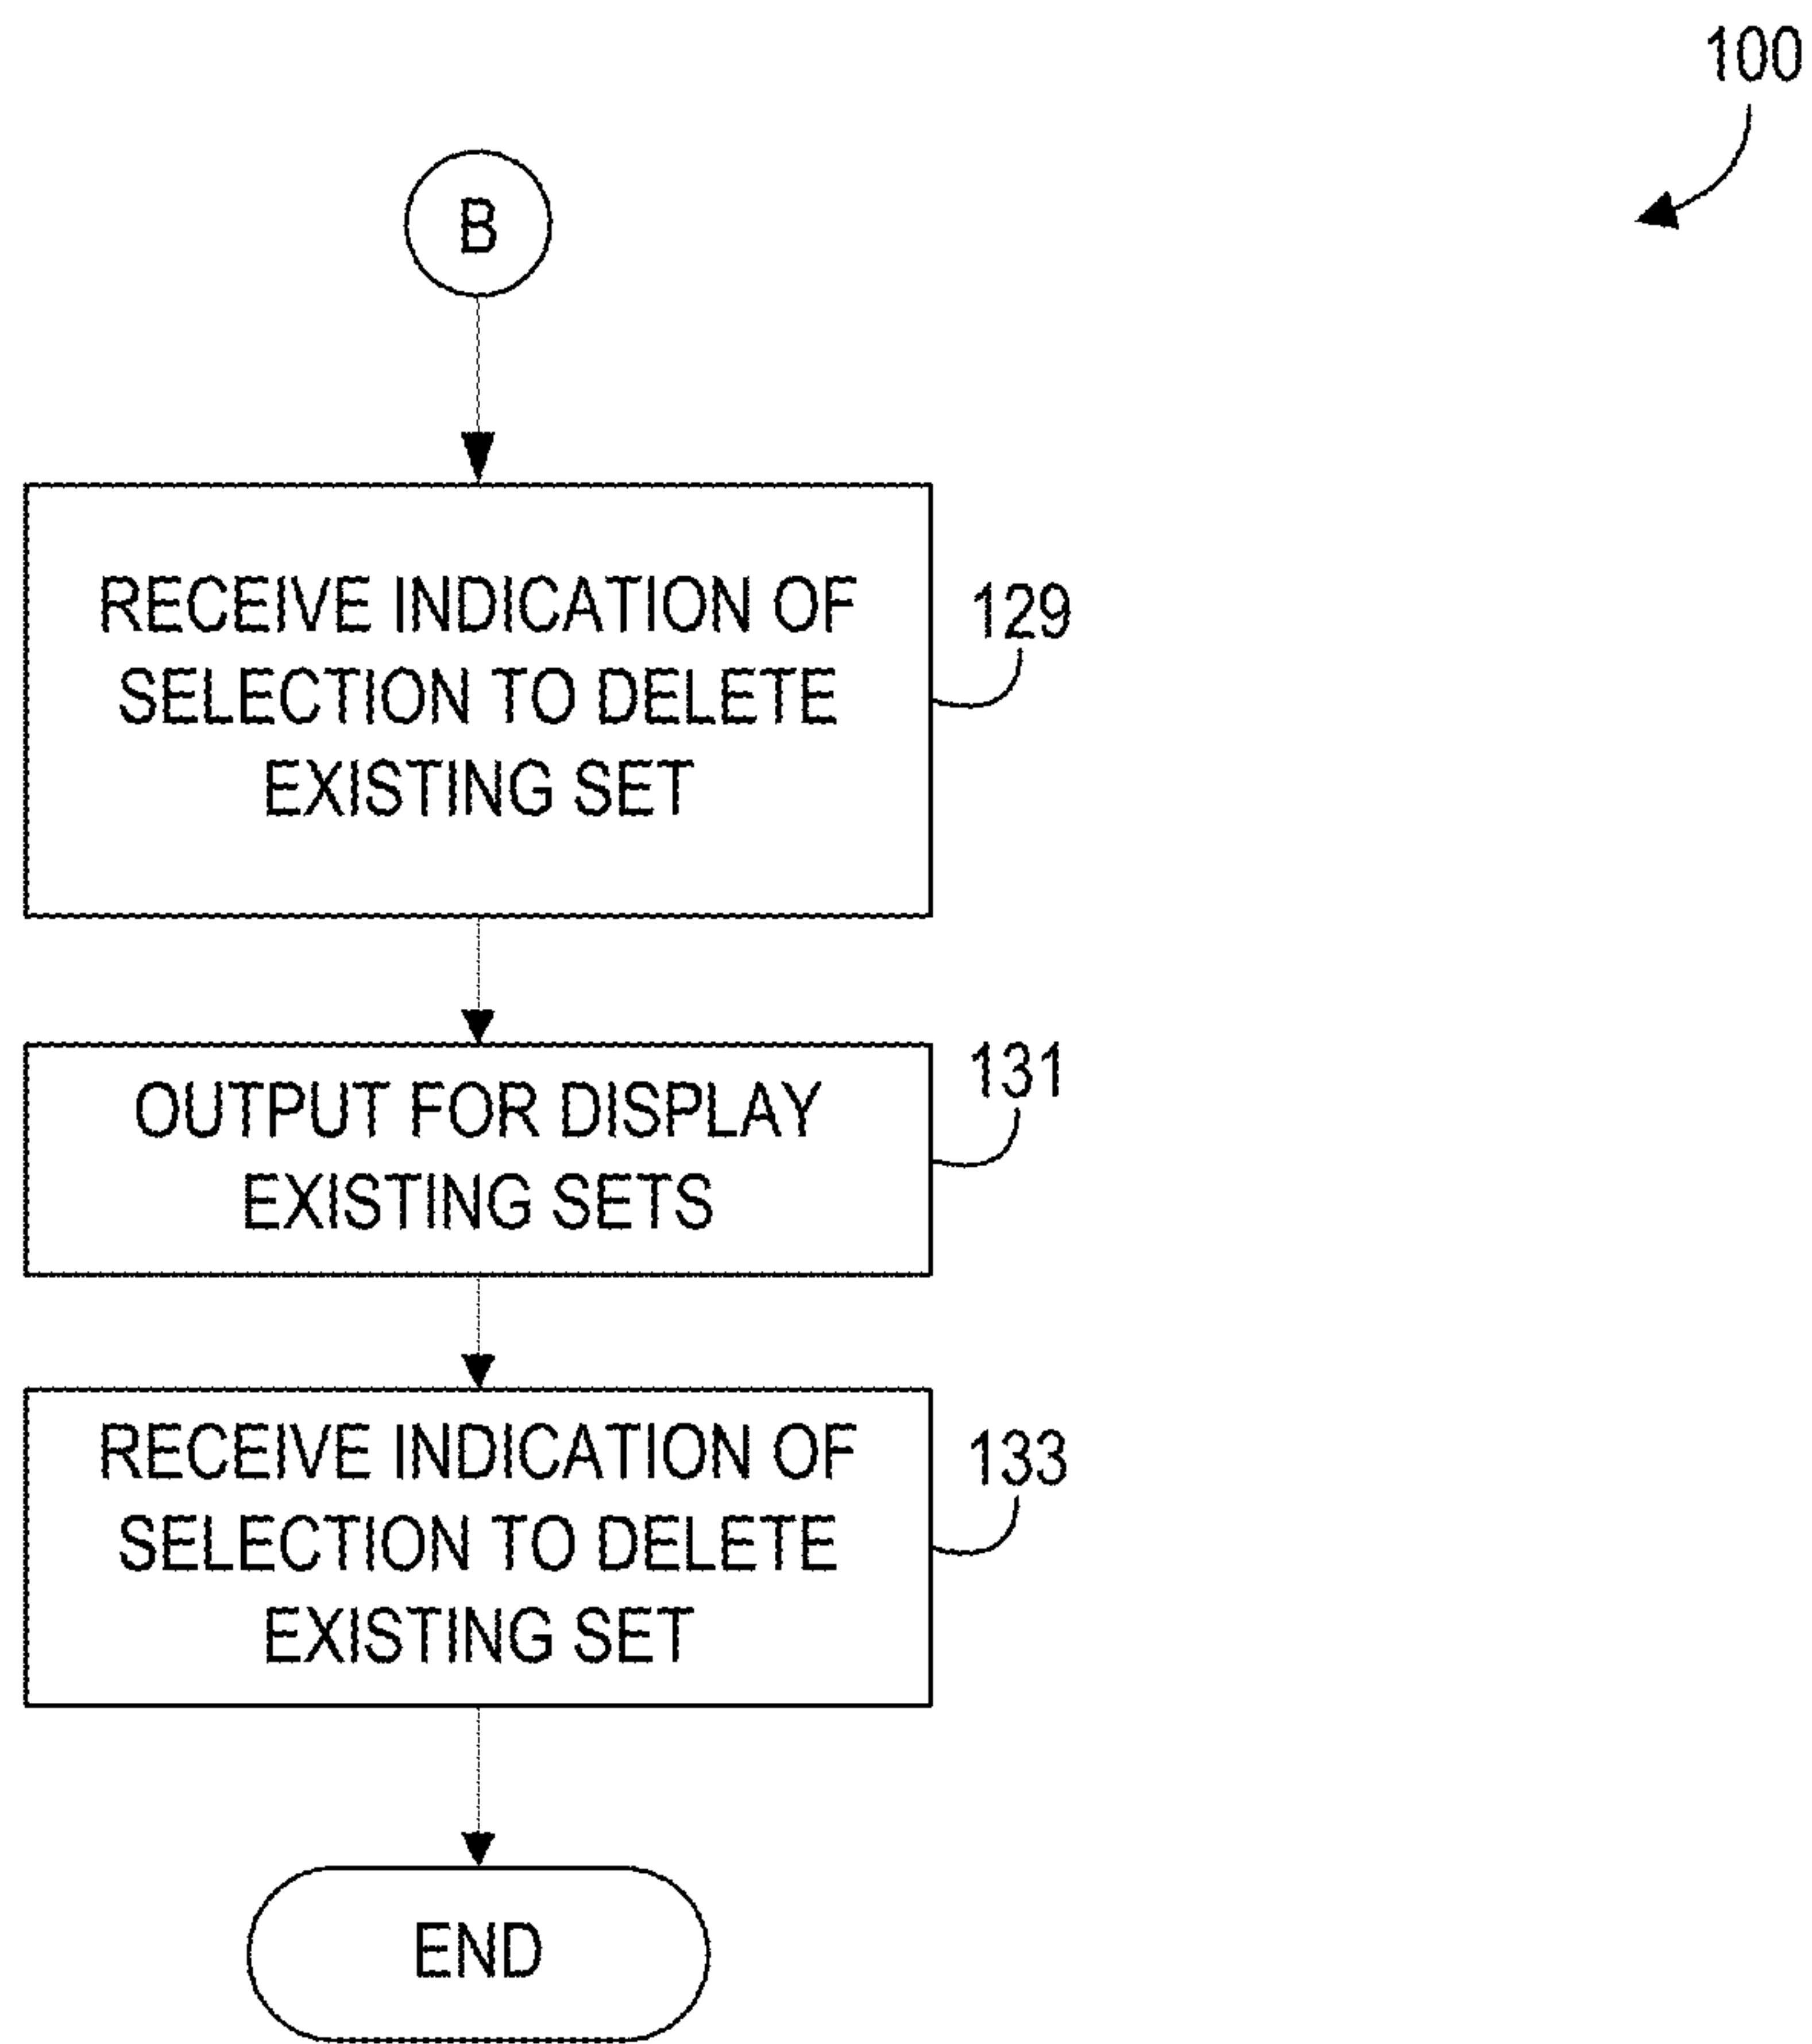 100
B
RECEIVE INDICATION OF
SELECTION TO DELETE
EXISTING SET
129
OUTPUT FOR DISPLAY
EXISTING SETS
131
RECEIVE INDICATION OF
SELECTION TO DELETE
EXISTING SET
133
END